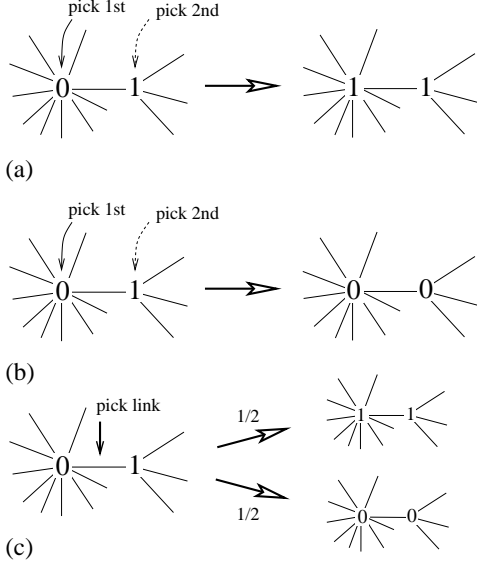 pick 1st
pick 2nd
0 1 1 1
(a)
pick 1st
pick 2nd
0 1 0 0
(b)
pick link
1/2
1 1
0 1
1/2
0 0
(c)